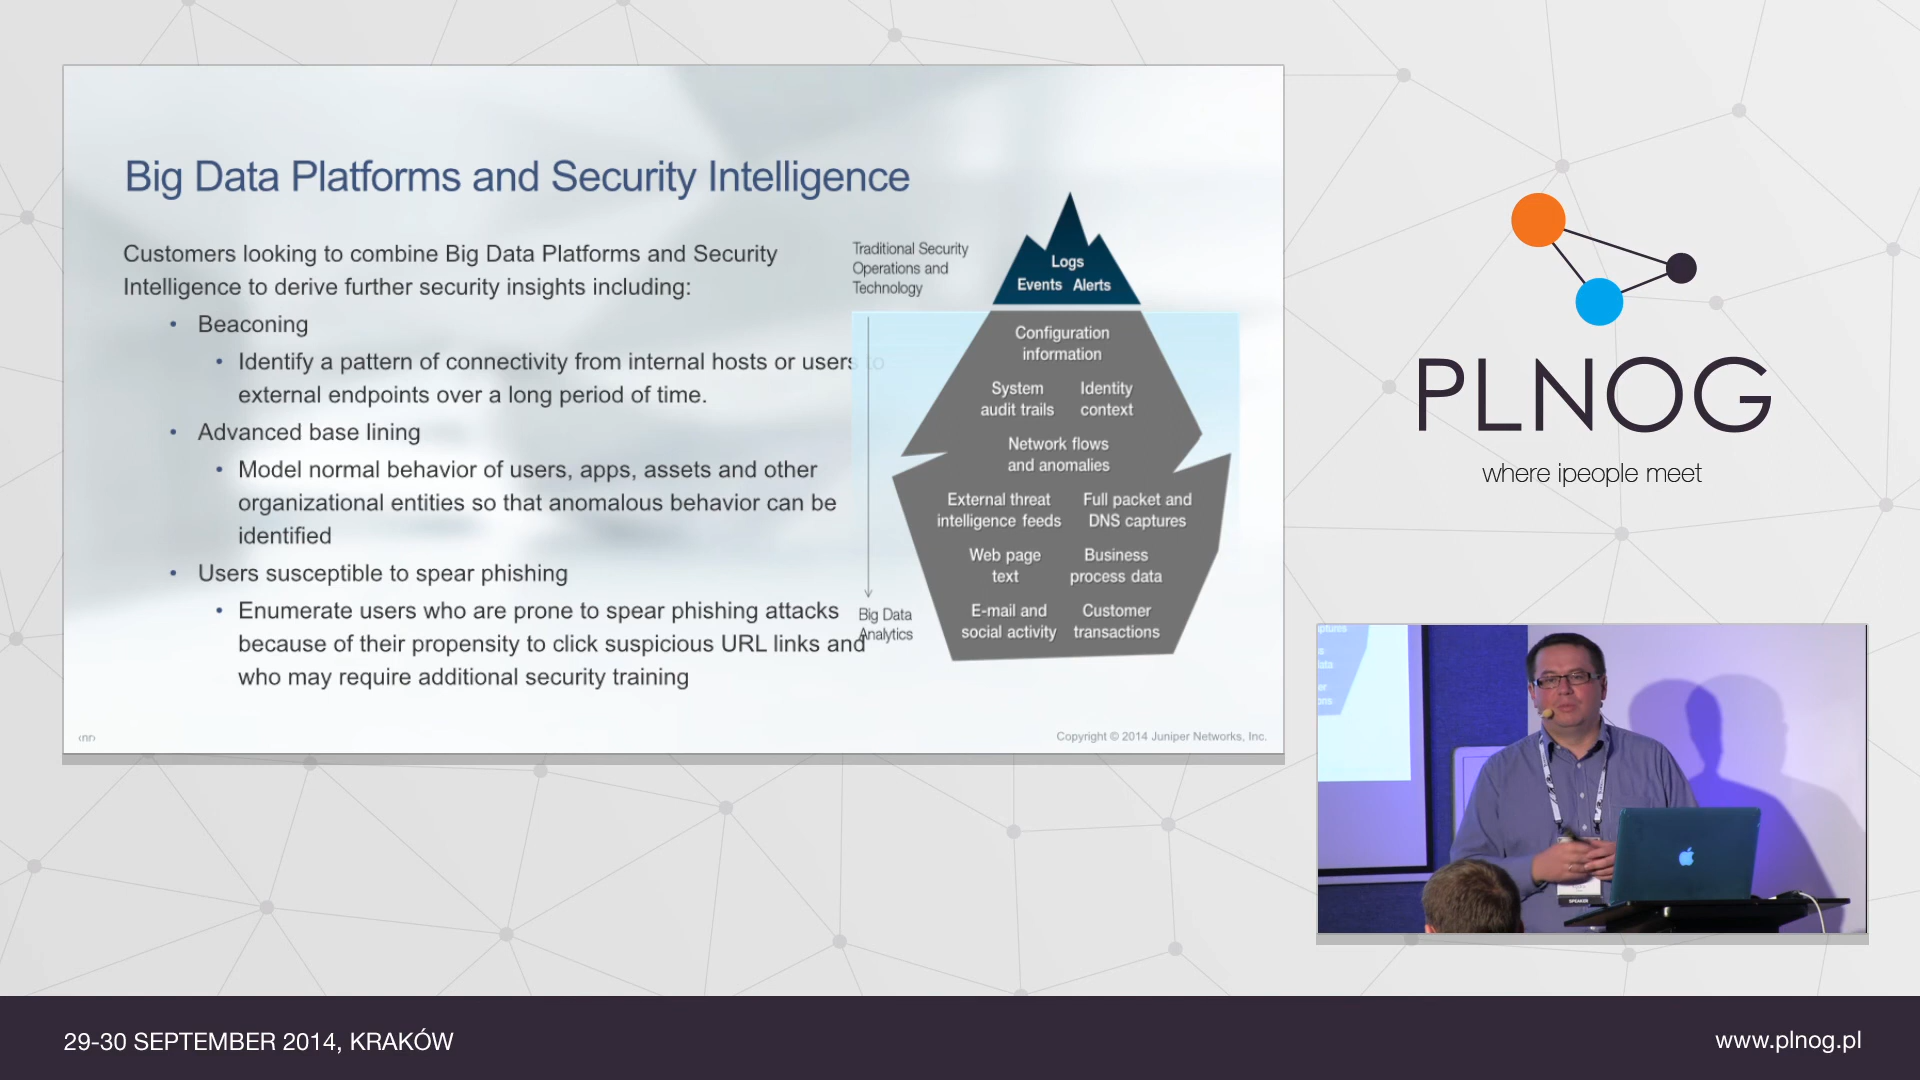 Big Data Platforms and Security Intelligence
Customers looking to combine Big Data Platforms and Security
Intelligence to derive further security insights including:
• Beaconing
• Identify a pattern of connectivity from internal hosts or users to
external endpoints over a long period of time.
• Advanced base lining
• Model normal behavior of users, apps, assets and other
organizational entities so that anomalous behavior can be
identified
• Users susceptible to spear phishing
• Enumerate users who are prone to spear phishing attacks
because of their propensity to click suspicious URL links and
who may require additional security training
Traditional Security
Operations and
Technology
Logs
Events Alerts
Configuration
information
System
audit trails
Identity
context
Network flows
and anomalies
External threat
intelligence feeds
Full packet and
DNS captures
Web page
text
Business
process data
E-mail and
social activity
Customer
transactions
Big Data
Analytics
‹nr›
Copyright © 2014 Juniper Networks, Inc.
PLNOG
where ipeople meet
SPEAKER
29-30 SEPTEMBER 2014, KRAKÓW
www.plnog.pl